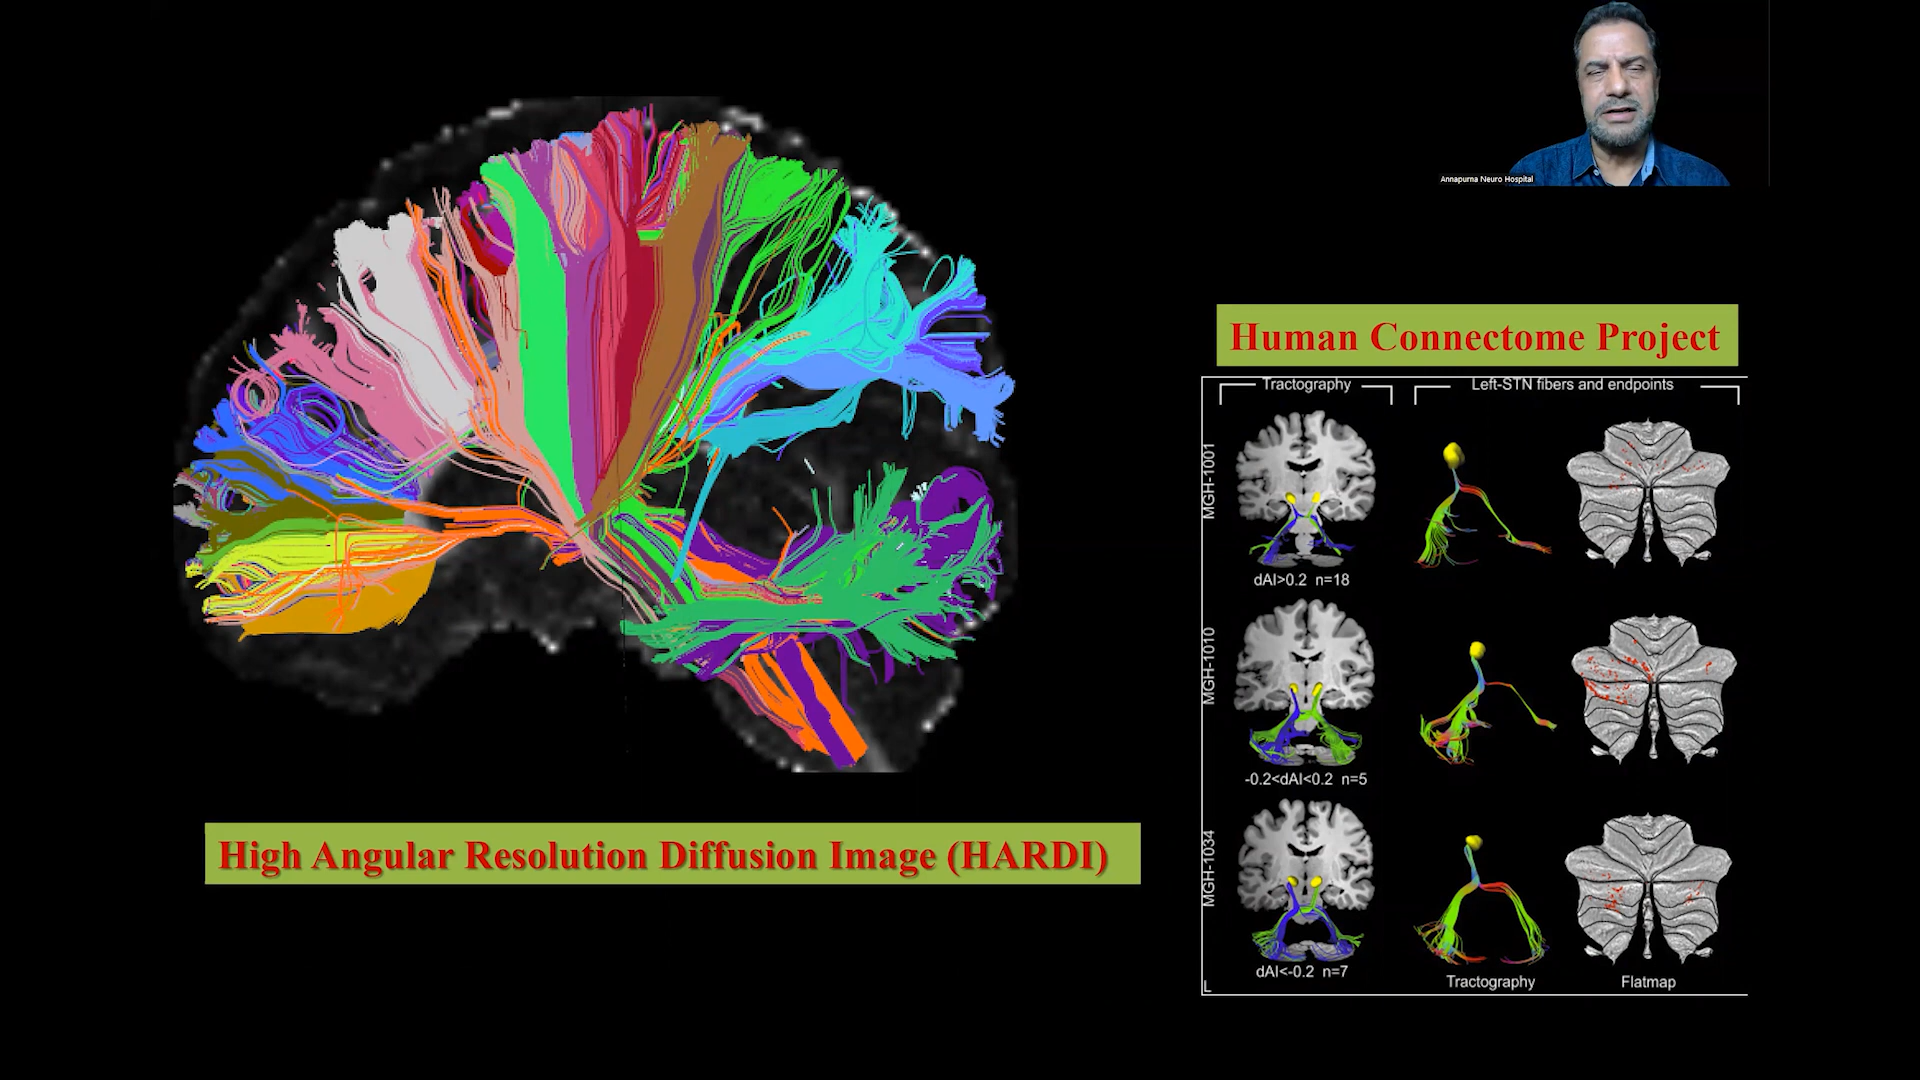 Annapurna Neuro Hospital
Human Connectome Project
Tractography
Left-STN fibers and endpoints
MGH-1001
dAI>0.2 n=18
MGH-1010
-0.2<dAI<0.2 n=5
MGH-1034
dAI<-0.2 n=7
L
Tractography
Flatmap
High Angular Resolution Diffusion Image (HARDI)